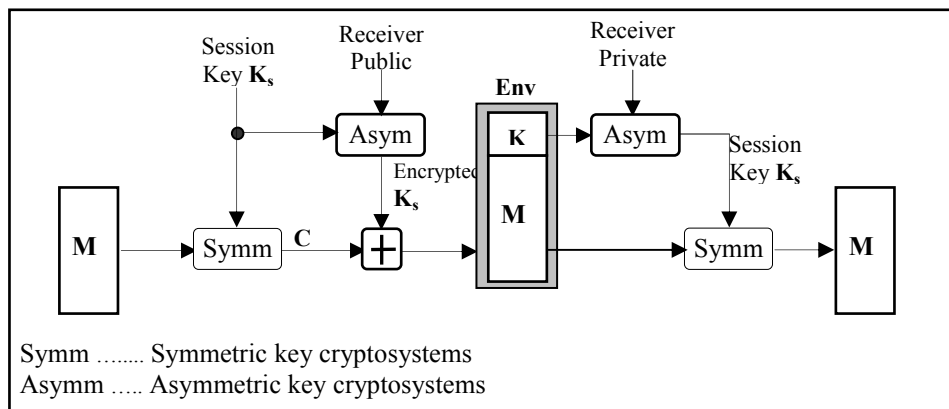 Session
Key Ks
Receiver
Public
Receiver
Private
Env
Asym
K
Asym
Session
Key Ks
Encrypted
Ks
M
M
Symm
C
+
Symm
M
Symm ........ Symmetric key cryptosystems
Asymm ..... Asymmetric key cryptosystems